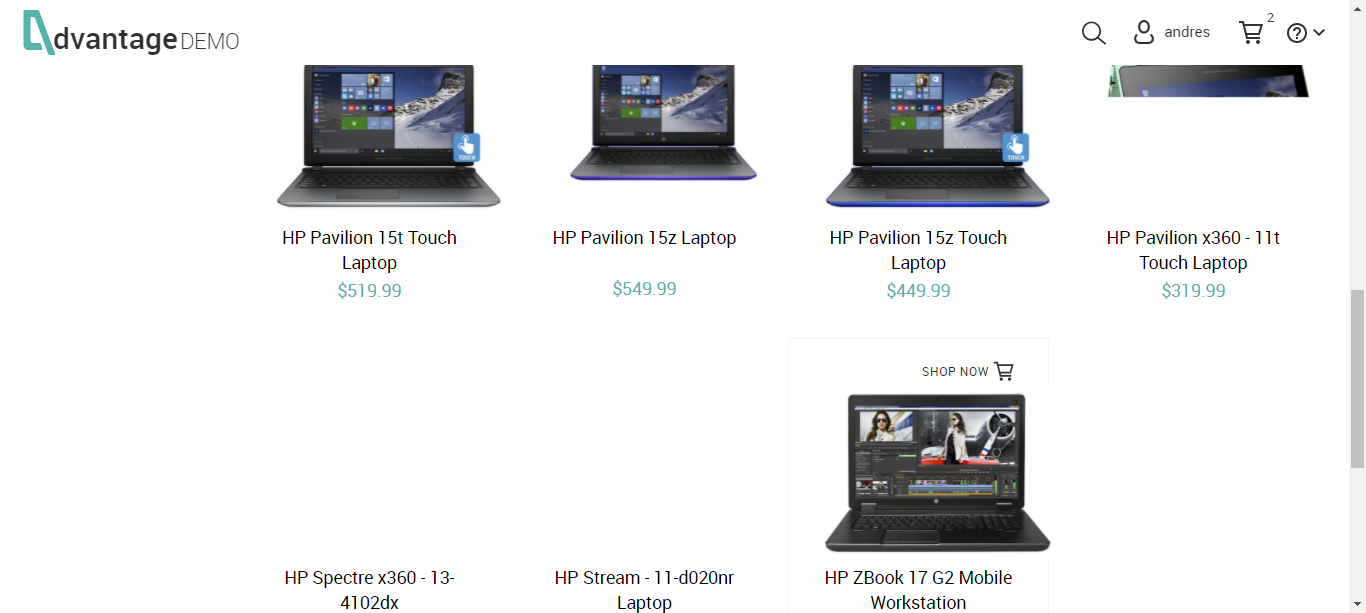 dvantage DEMO
andres
2
HP Pavilion 15t Touch
Laptop
$519.99
HP Pavilion 15z Laptop
$549.99
HP Pavilion 15z Touch
Laptop
$449.99
HP Pavilion x360 - 11t
Touch Laptop
$319.99
TOUCH
TOUCH
SHOP NOW
HP Spectre x360 - 13-
4102dx
HP Stream - 11-d020nr
Laptop
HP ZBook 17 G2 Mobile
Workstation